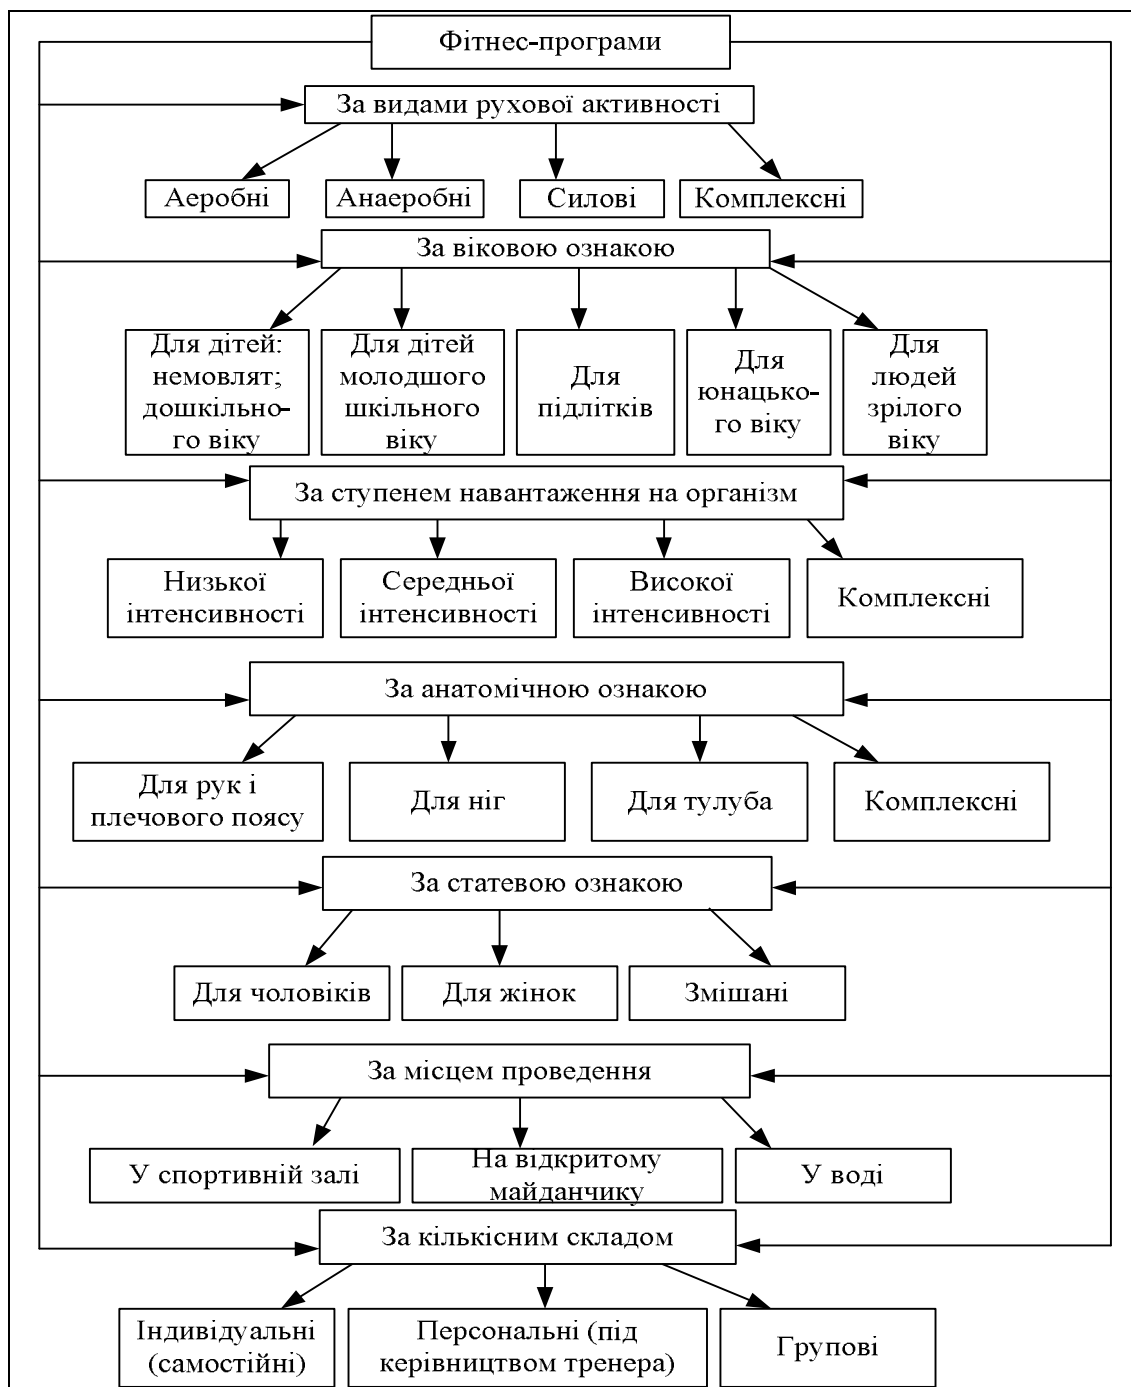 Фітнес-програми
За видами рухової активності
Аеробні
Анаеробні
Силові
Комплексні
За віковою ознакою
Для дітей:
немовлят;
дошкільно-
го віку
Для дітей
молодшого
шкільного
віку
Для
підлітків
Для
юнацько-
го віку
Для
людей
зрілого
віку
За ступенем навантаження на організм
Низької
інтенсивності
Середньої
інтенсивності
Високої
інтенсивності
Комплексні
За анатомічною ознакою
Для рук і
плечового поясу
Для ніг
Для тулуба
Комплексні
За статевою ознакою
Для чоловіків
Для жінок
Змішані
За місцем проведення
У спортивній залі
На відкритому
майданчику
У воді
За кількісним складом
Індивідуальні
(самостійні)
Персональні (під
керівництвом тренера)
Групові